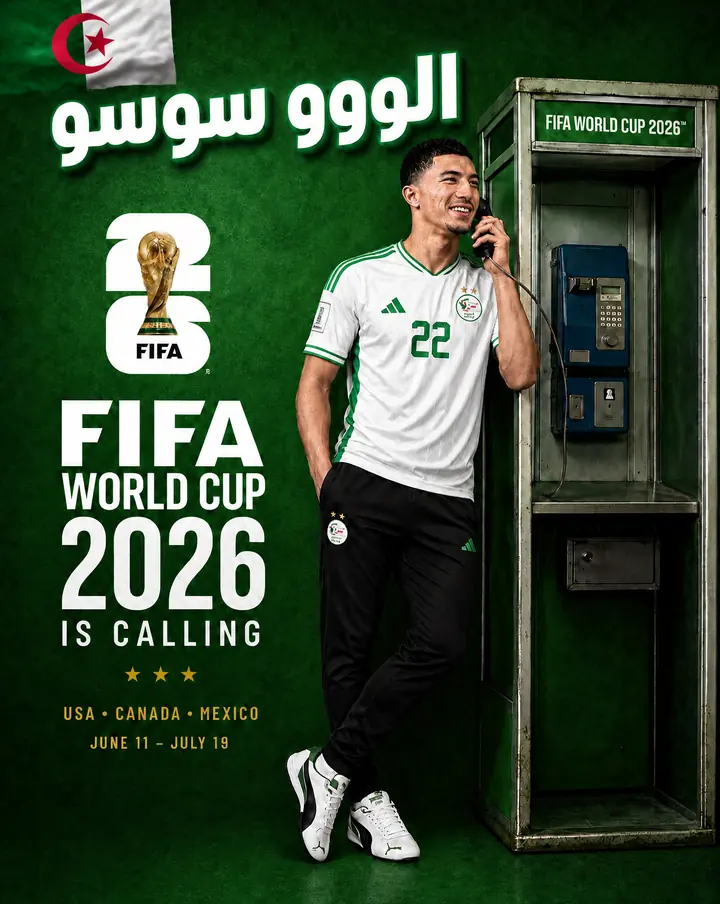 الووو سوسو
FIFA WORLD CUP 2026™
22
FIFA
FIFA
WORLD CUP
2026
IS CALLING
USA • CANADA • MEXICO
JUNE 11 – JULY 19